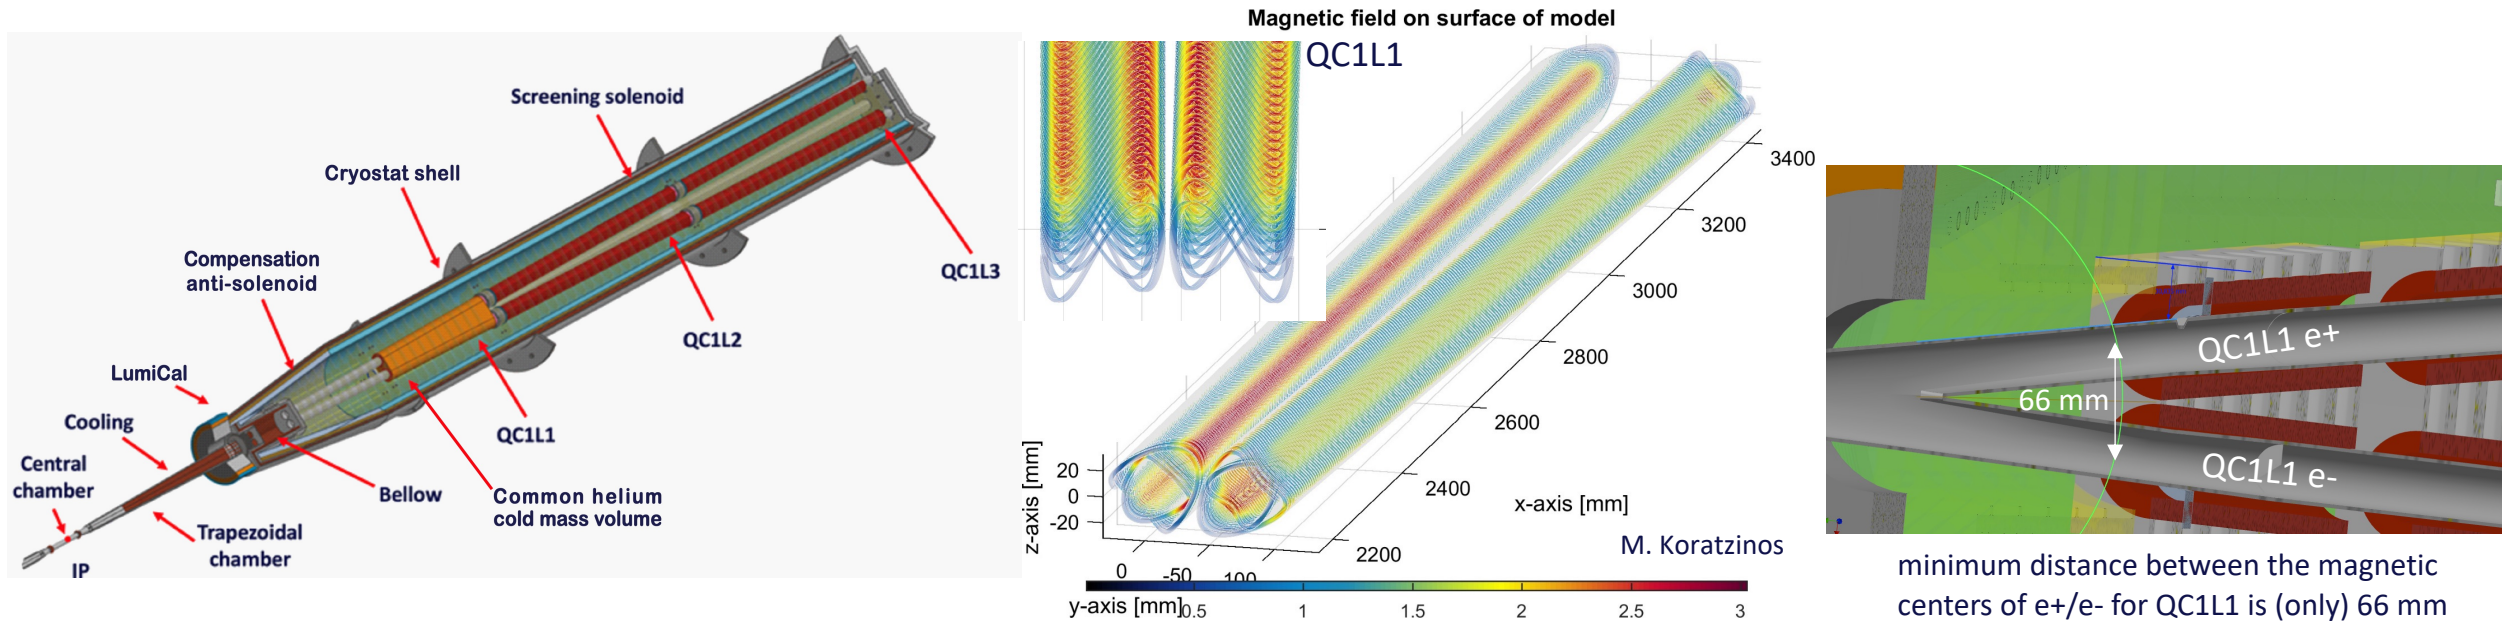 Screening solenoid
Cryostat shell
Compensation
anti-solenoid
LumiCal
Cooling
Central
chamber
IP
Trapezoidal
chamber
Bellow
Common helium
cold mass volume
QC1L1
QC1L2
QC1L3
Magnetic field on surface of model
QC1L1
3400
3200
3000
2800
2600
2400
2200
x-axis [mm]
z-axis [mm]
20
0
-20
0
-50
100
y-axis [mm]
M. Koratzinos
0.5
1
1.5
2
2.5
3
QC1L1 e+
66 mm
QC1L1 e-
minimum distance between the magnetic
centers of e+/e- for QC1L1 is (only) 66 mm